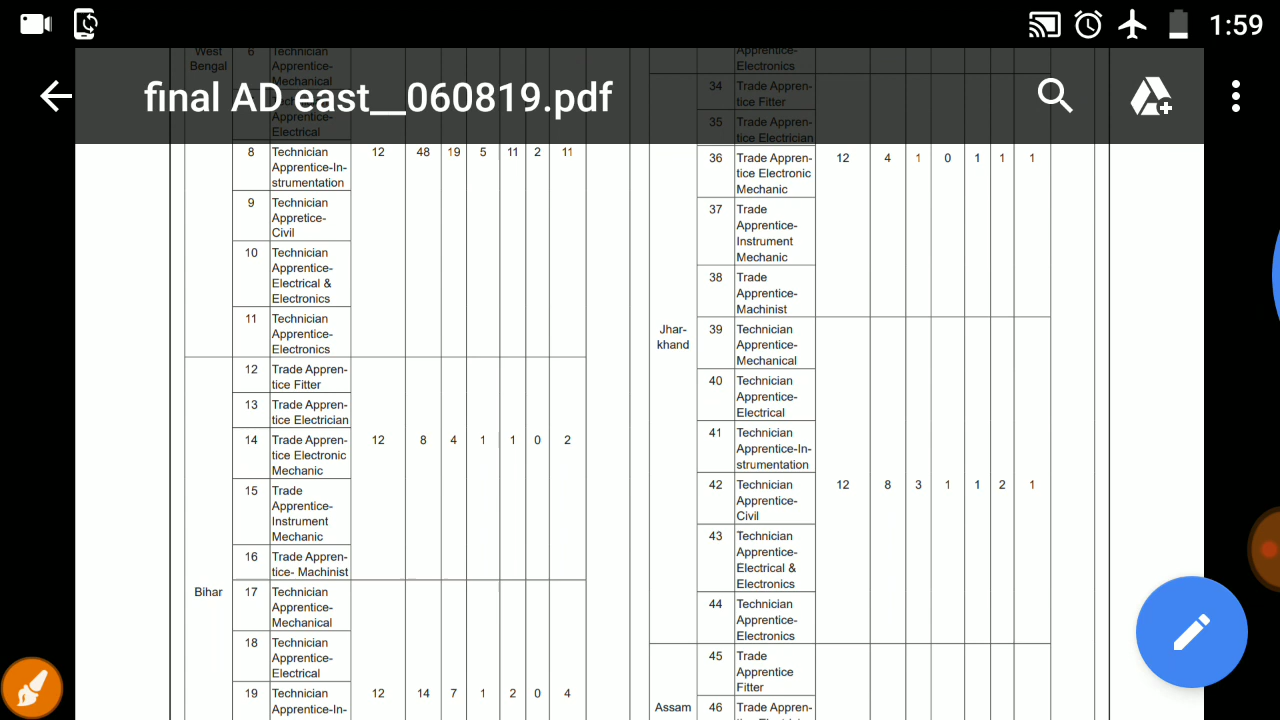 1:59
final AD east__060819.pdf
West
Bengal
6
Technician
Apprentice-
Mechanical
Apprentice-
Electrical
8
Technician
Apprentice-In-
strumentation
12 48 19 5 11 2 11
9
Technician
Appretice-
Civil
10
Technician
Apprentice-
Electrical &
Electronics
11
Technician
Apprentice-
Electronics
12
Trade Appren-
tice Fitter
13
Trade Appren-
tice Electrician
14
Trade Appren-
tice Electronic
Mechanic
12 8 4 1 1 0 2
15
Trade
Apprentice-
Instrument
Mechanic
16
Trade Appren-
tice- Machinist
Bihar
17
Technician
Apprentice-
Mechanical
18
Technician
Apprentice-
Electrical
19
Technician
Apprentice-In-
12 14 7 1 2 0 4
Apprentice-
Electronics
34
Trade Appren-
tice Fitter
35
Trade Appren-
tice Electrician
36
Trade Appren-
tice Electronic
Mechanic
12 4 1 0 1 1 1
37
Trade
Apprentice-
Instrument
Mechanic
38
Trade
Apprentice-
Machinist
Jhar-
khand
39
Technician
Apprentice-
Mechanical
40
Technician
Apprentice-
Electrical
41
Technician
Apprentice-In-
strumentation
42
Technician
Apprentice-
Civil
12 8 3 1 1 2 1
43
Technician
Apprentice-
Electrical &
Electronics
44
Technician
Apprentice-
Electronics
45
Trade
Apprentice
Fitter
Assam
46
Trade Appren-